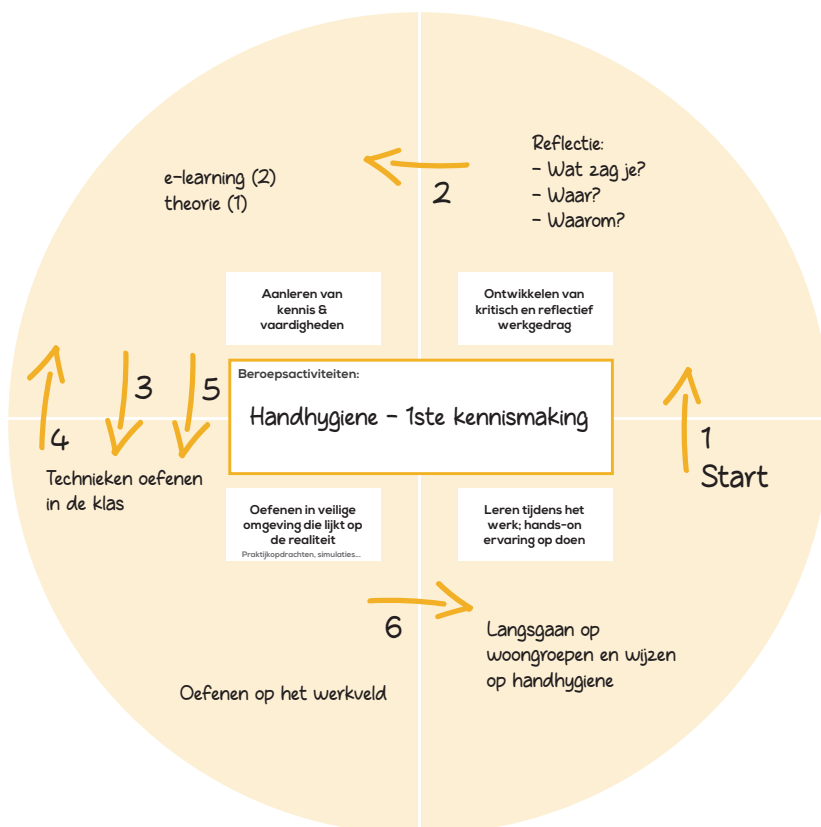 e-learning (2)
theorie (1)
2
Reflectie:
- Wat zag je?
- Waar?
- Waarom?
Aanleren van
kennis &
vaardigheden
Ontwikkelen van
kritisch en reflectief
werkgedrag
4
3
5
Beroepsactiviteiten:
Handhygiene - 1ste kennismaking
1
Start
Technieken oefenen
in de klas
Oefenen in veilige
omgeving die lijkt op
de realiteit
Praktijkopdrachten, simulaties...
Leren tijdens het
werk; hands-on
ervaring op doen
6
Oefenen op het werkveld
Langsgaan op
woongroepen en wijzen
op handhygiene